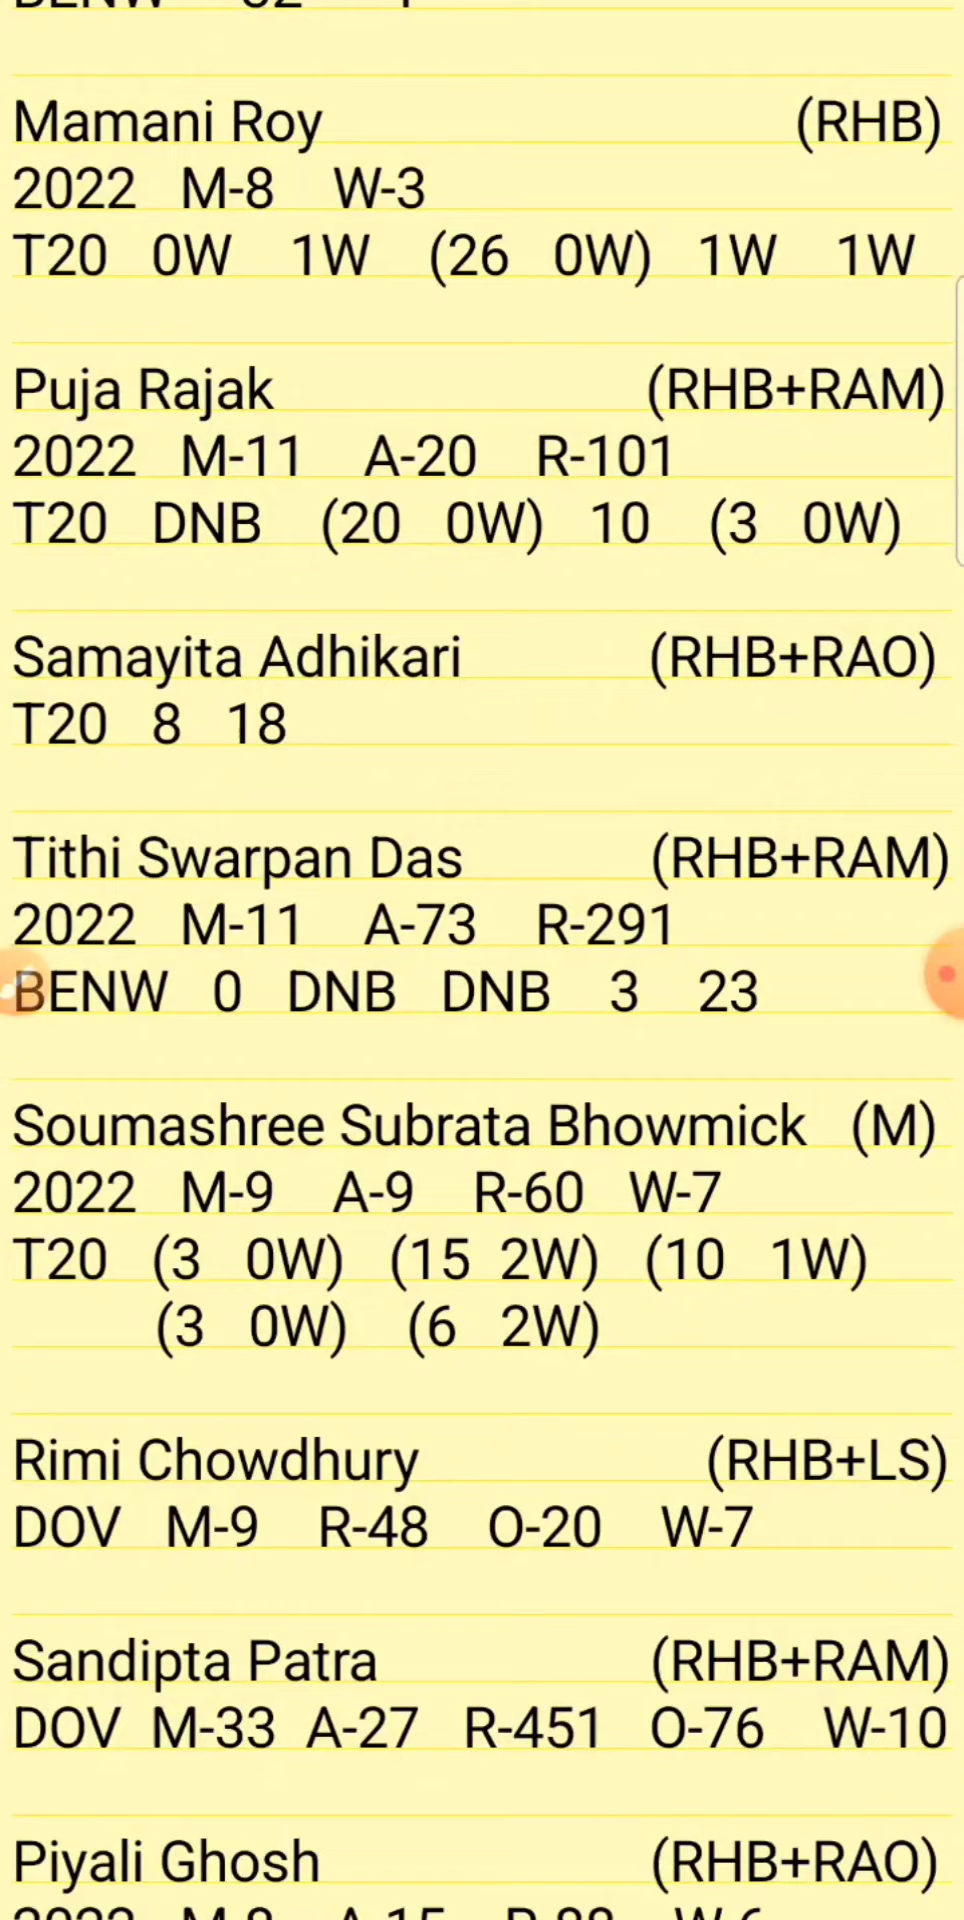 Mamani Roy (RHB)
2022 M-8 W-3
T20 0W 1W (26 0W) 1W 1W
Puja Rajak (RHB+RAM)
2022 M-11 A-20 R-101
T20 DNB (20 0W) 10 (3 0W)
Samayita Adhikari (RHB+RAO)
T20 8 18
Tithi Swarpan Das (RHB+RAM)
2022 M-11 A-73 R-291
BENW 0 DNB DNB 3 23
Soumashree Subrata Bhowmick (M)
2022 M-9 A-9 R-60 W-7
T20 (3 0W) (15 2W) (10 1W)
(3 0W) (6 2W)
Rimi Chowdhury (RHB+LS)
DOV M-9 R-48 O-20 W-7
Sandipta Patra (RHB+RAM)
DOV M-33 A-27 R-451 O-76 W-10
Piyali Ghosh (RHB+RAO)